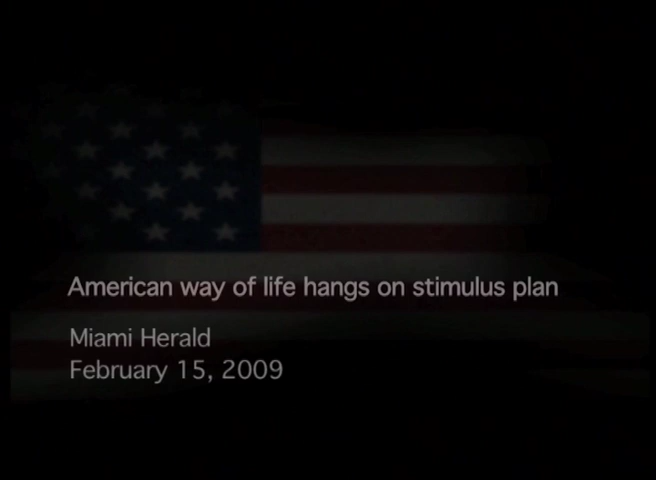 American way of life hangs on stimulus plan
Miami Herald
February 15, 2009